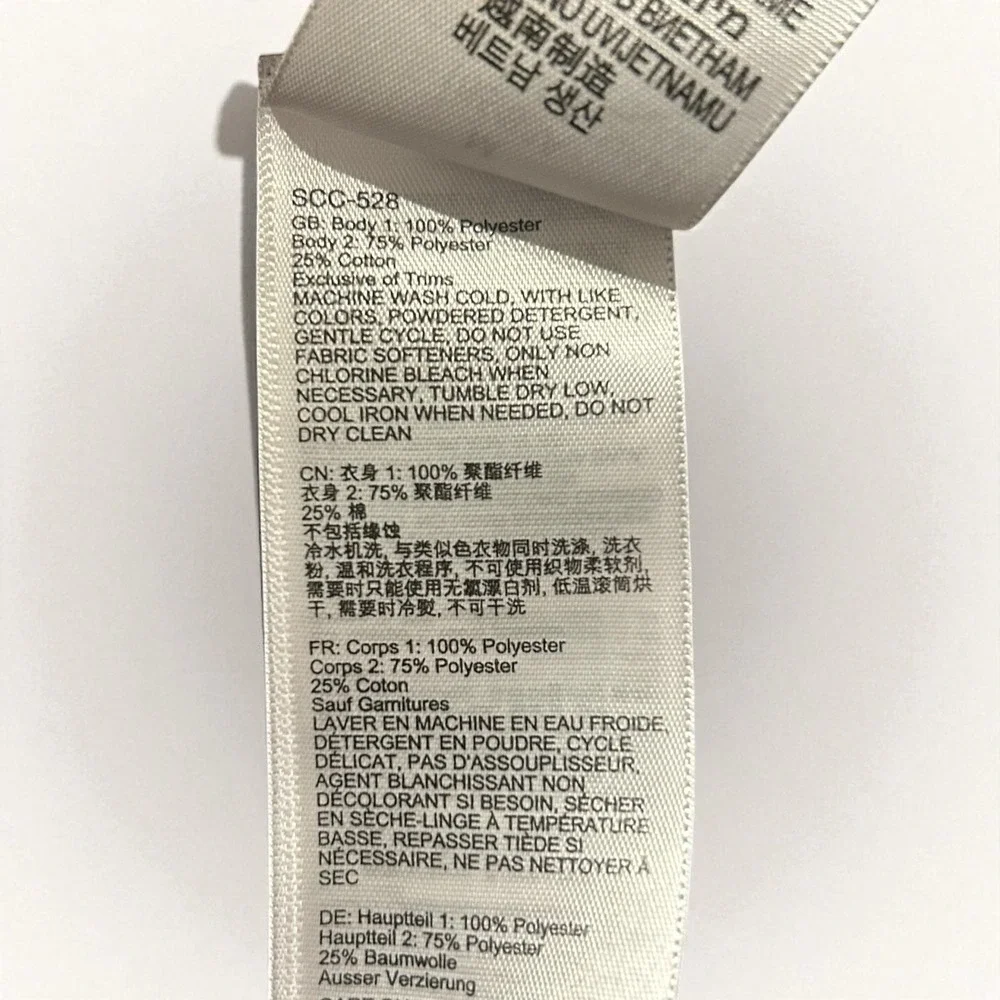 ВИЕТНАМ
UVIJETNAMU
越南制造
베트남 생산
SCC-528
GB: Body 1: 100% Polyester
Body 2: 75% Polyester
25% Cotton
Exclusive of Trims
MACHINE WASH COLD, WITH LIKE
COLORS, POWDERED DETERGENT,
GENTLE CYCLE, DO NOT USE
FABRIC SOFTENERS, ONLY NON
CHLORINE BLEACH WHEN
NECESSARY, TUMBLE DRY LOW,
COOL IRON WHEN NEEDED, DO NOT
DRY CLEAN
CN: 衣身 1: 100% 聚酯纤维
衣身 2: 75% 聚酯纤维
25% 棉
不包括缘蚀
冷水机洗, 与类似色衣物同时洗涤, 洗衣
粉, 温和洗衣程序, 不可使用织物柔软剂,
需要时只能使用无氯漂白剂, 低温滚筒烘
干, 需要时冷熨, 不可干洗
FR: Corps 1: 100% Polyester
Corps 2: 75% Polyester
25% Coton
Sauf Garnitures
LAVER EN MACHINE EN EAU FROIDE,
DÉTERGENT EN POUDRE, CYCLE
DÉLICAT, PAS D'ASSOUPLISSEUR,
AGENT BLANCHISSANT NON
DÉCOLORANT SI BESOIN, SÉCHER
EN SÈCHE-LINGE À TEMPÉRATURE
BASSE, REPASSER TIÈDE SI
NÉCESSAIRE, NE PAS NETTOYER À
SEC
DE: Hauptteil 1: 100% Polyester
Hauptteil 2: 75% Polyester
25% Baumwolle
Ausser Verzierung